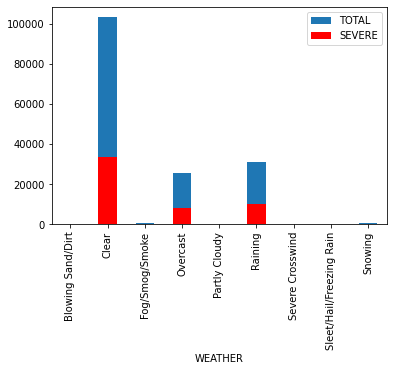 TOTAL
SEVERE
100000
80000
60000
40000
20000
0
Blowing Sand/Dirt
Clear
Fog/Smog/Smoke
Overcast
Partly Cloudy
Raining
Severe Crosswind
Sleet/Hail/Freezing Rain
Snowing
WEATHER